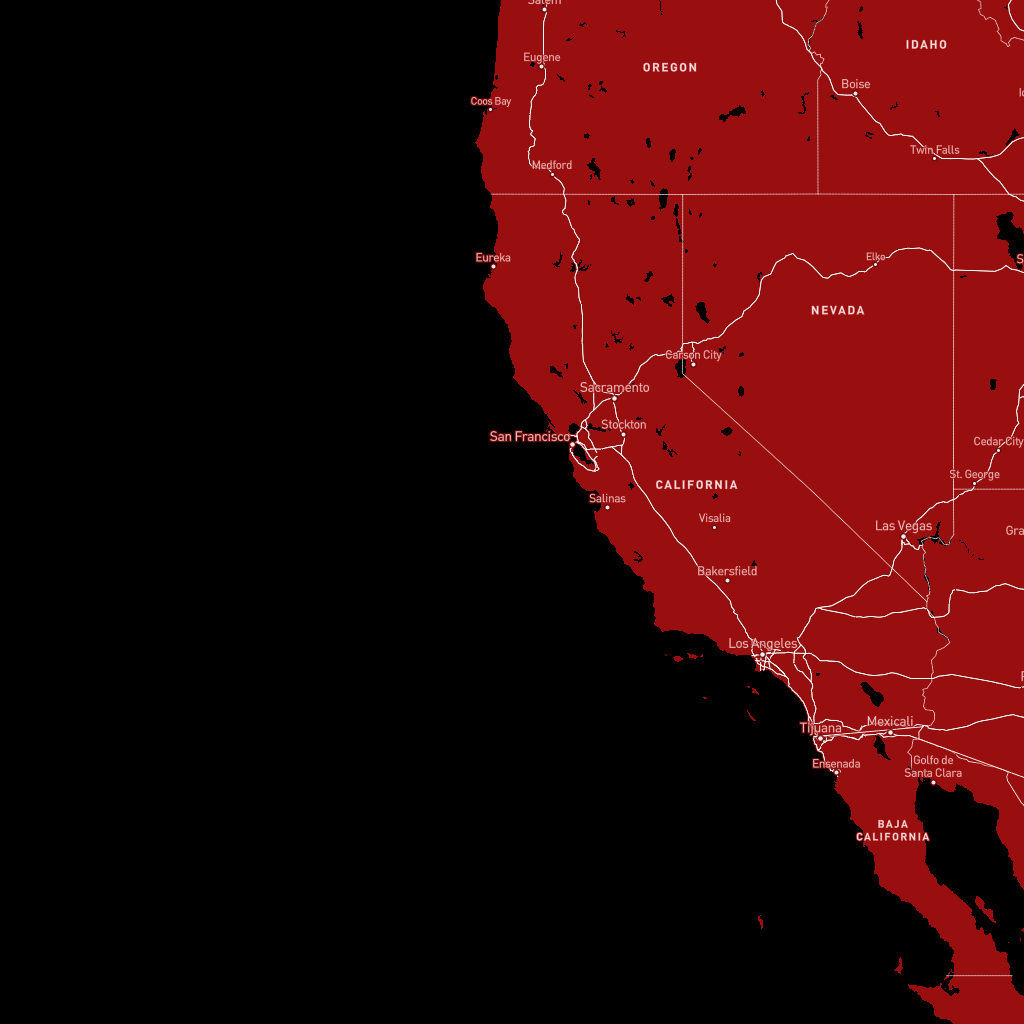 Salem
IDAHO
Eugene
OREGON
Boise
Coos Bay
Twin Falls
Medford
Eureka
Elko
NEVADA
Carson City
Sacramento
Stockton
San Francisco
Cedar City
St. George
CALIFORNIA
Salinas
Visalia
Las Vegas
Gra
Bakersfield
Los Angeles
Tijuana
Mexicali
Ensenada
Golfo de
Santa Clara
BAJA
CALIFORNIA